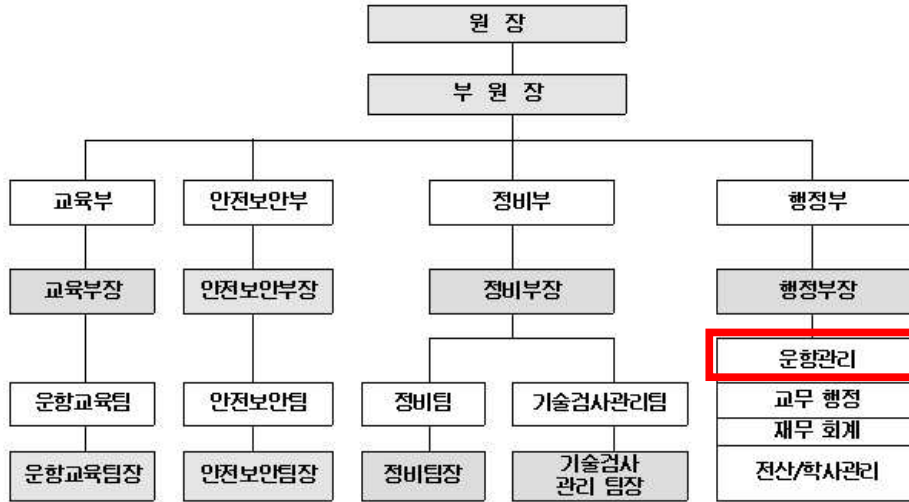 원 장
부 원 장
교육부
안전보안부
정비부
행정부
교육부장
안전보안부장
정비부장
행정부장
운항관리
운항교육팀
안전보안팀
정비팀
기술검사관리팀
교무 행정
재무 회계
운항교육팀장
안전보안팀장
정비팀장
기술검사
관리 팀장
전산/학사관리